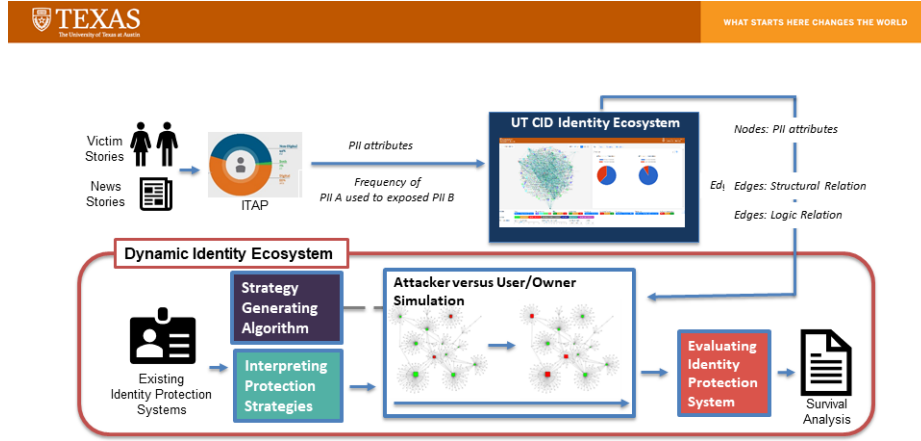 TEXAS
The University of Texas at Austin
WHAT STARTS HERE CHANGES THE WORLD
Victim
Stories
News
Stories
ITAP
PII attributes
Frequency of
PII A used to exposed PII B
UT CID Identity Ecosystem
Nodes: PII attributes
Ed
Edges: Structural Relation
Edges: Logic Relation
Dynamic Identity Ecosystem
Existing
Identity Protection
Systems
Strategy
Generating
Algorithm
Interpreting
Protection
Strategies
Attacker versus User/Owner
Simulation
Evaluating
Identity
Protection
System
Survival
Analysis